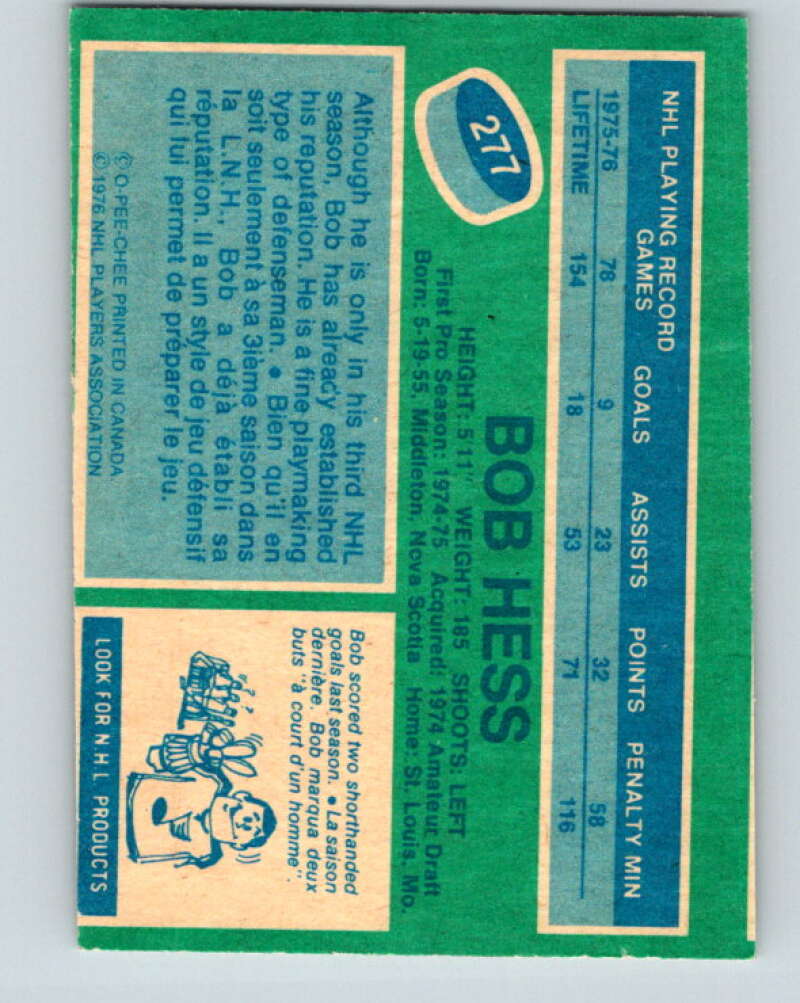 NHL PLAYING RECORD
GAMES GOALS ASSISTS POINTS PENALTY MIN
1975-76 78 9 23 32 58
LIFETIME 154 18 53 71 116
277
BOB HESS
HEIGHT: 5'11" WEIGHT: 185 SHOOTS: LEFT
First Pro Season: 1974-75 Acquired: 1974 Amateur Draft
Born: 5-19-55, Middleton, Nova Scotia Home: St. Louis, Mo.
Although he is only in his third NHL
season, Bob has already established
his reputation. He is a fine playmaking
type of defenseman. • Bien qu'il en
soit seulement à sa 3ième saison dans
la L.N.H., Bob a déjà établi sa
réputation. Il a un style de jeu défensif
qui lui permet de préparer le jeu.
© O-PEE-CHEE PRINTED IN CANADA
© 1976 NHL PLAYERS ASSOCIATION
Bob scored two shorthanded
goals last season. • La saison
dernière. Bob marqua deux
buts "à court d'un homme".
LOOK FOR N.H.L PRODUCTS